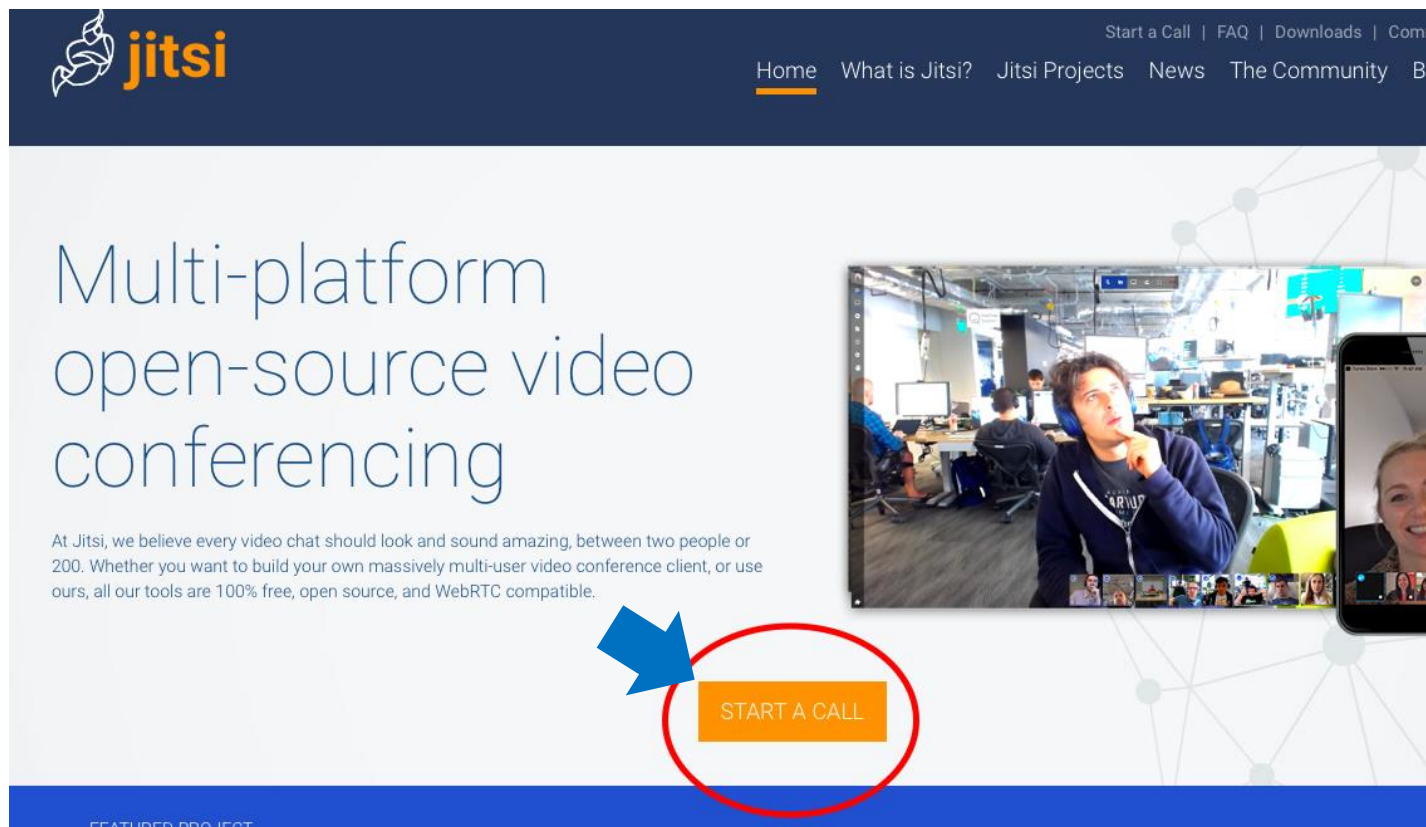 jitsi
Start a Call | FAQ | Downloads |
Home What is Jitsi? Jitsi Projects News The Community
Multi-platform
open-source video
conferencing
At Jitsi, we believe every video chat should look and sound amazing, between two people or
200. Whether you want to build your own massively multi-user video conference client, or use
ours, all our tools are 100% free, open source, and WebRTC compatible.
START A CALL
FEATURED PROJECT